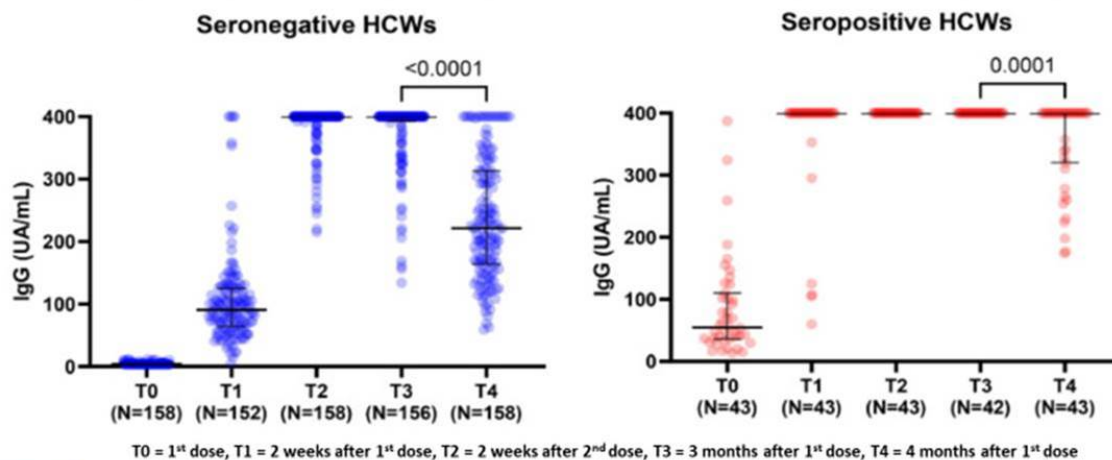 Seronegative HCWs
<0.0001
400
300
200
100
0
IgG (UA/mL)
T0 T1 T2 T3 T4
(N=158) (N=152) (N=158) (N=156) (N=158)
Seropositive HCWs
0.0001
400
300
200
100
0
IgG (UA/mL)
T0 T1 T2 T3 T4
(N=43) (N=43) (N=43) (N=42) (N=43)
T0 = 1st dose, T1 = 2 weeks after 1st dose, T2 = 2 weeks after 2nd dose, T3 = 3 months after 1st dose, T4 = 4 months after 1st dose